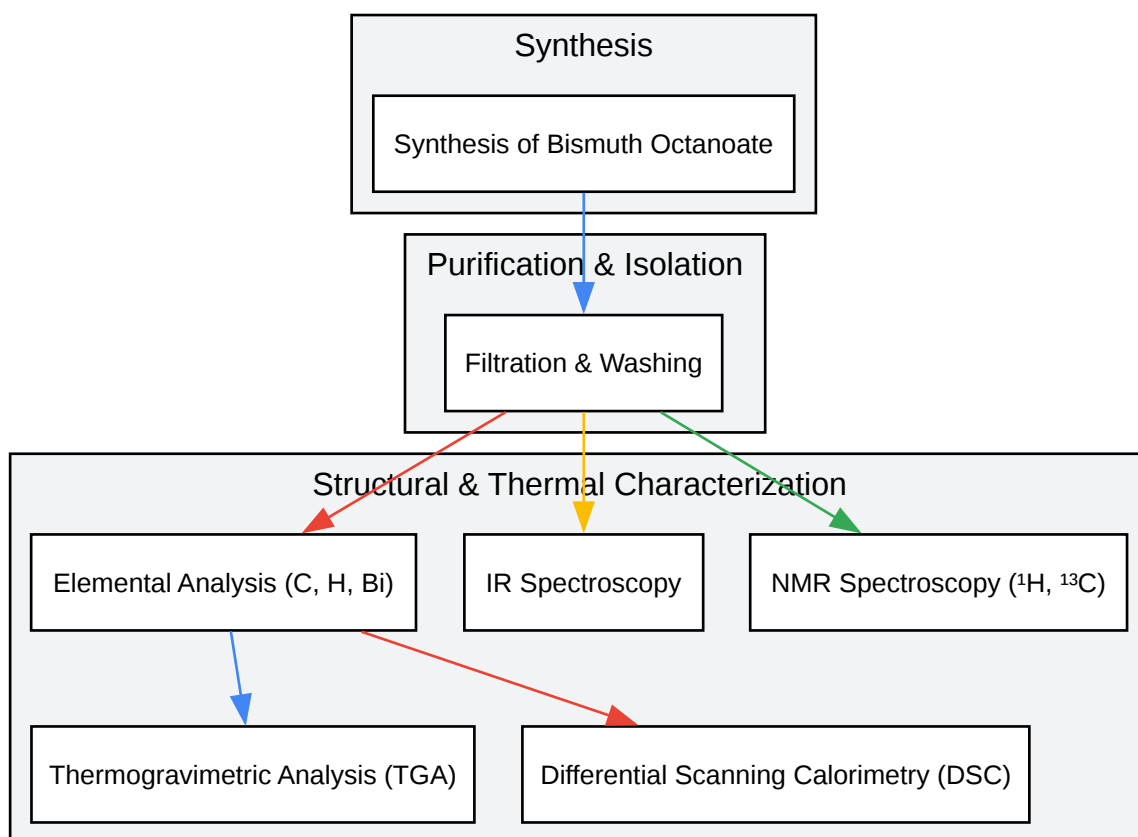 Synthesis
Synthesis of Bismuth Octanoate
Purification & Isolation
Filtration & Washing
Structural & Thermal Characterization
Elemental Analysis (C, H, Bi)
IR Spectroscopy
NMR Spectroscopy (¹H, ¹³C)
Thermogravimetric Analysis (TGA)
Differential Scanning Calorimetry (DSC)